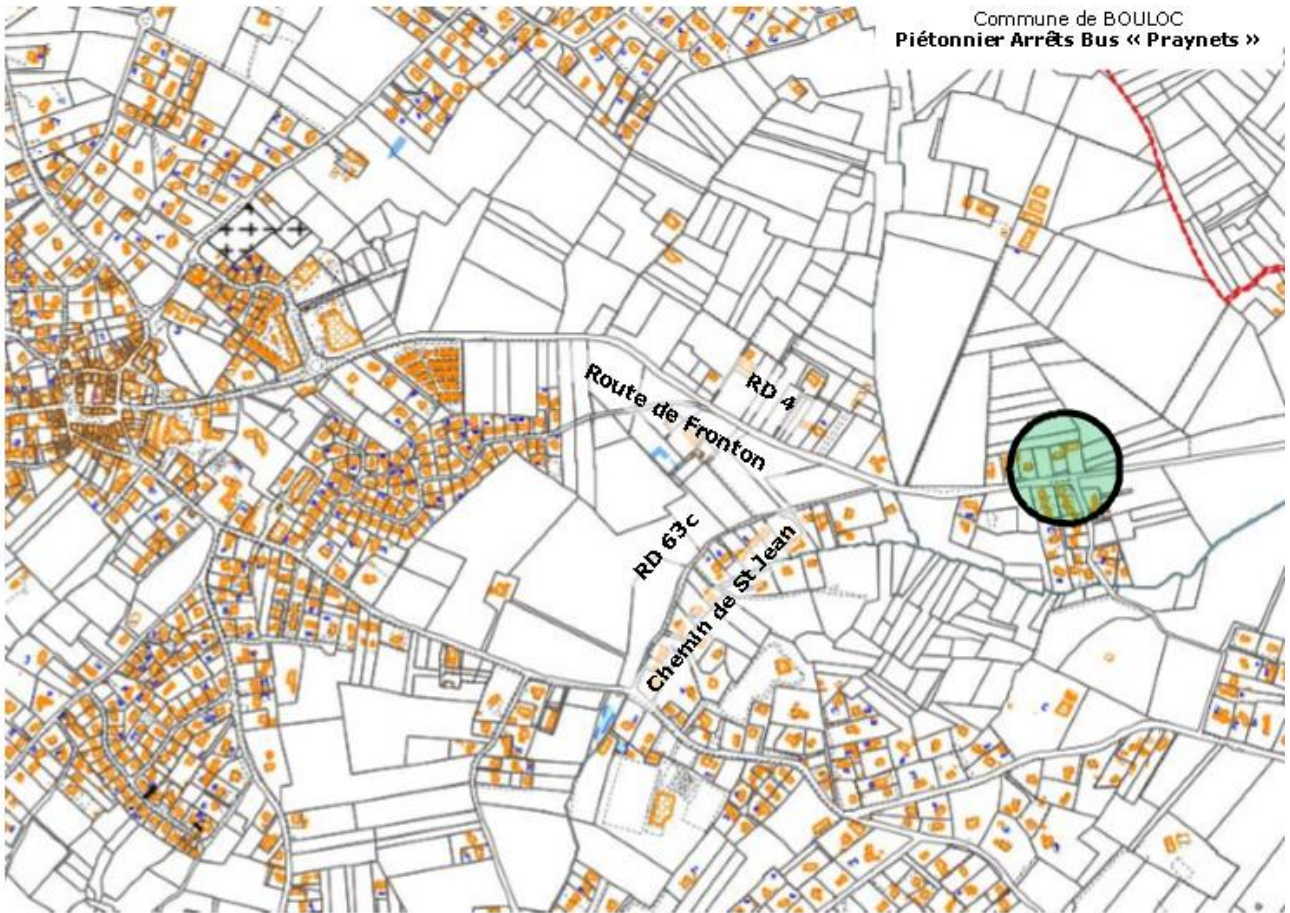 Commune de BOULOC
Piétonnier Arrêts Bus « Praynets »
RD 4
Route de Fronton
RD 63c
Chemin de St Jean